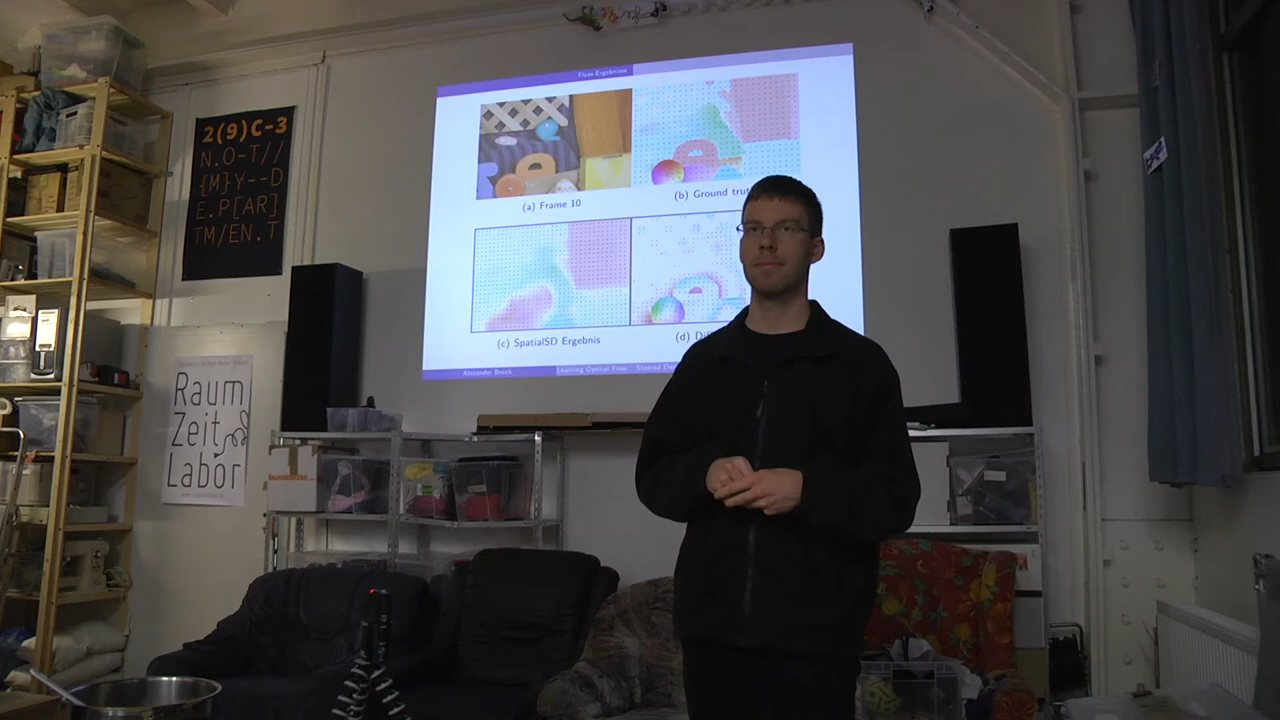 2(9)C-3
N.O-T//
{M}Y--D
E.P[AR]
TM/EN.T
Raum
Zeit
Labor
Fluss-Ergebnisse
(a) Frame 10
(b) Ground trut
(c) SpatialSD Ergebnis
(d) Di
Alexander Brock
Learning Optical Flow